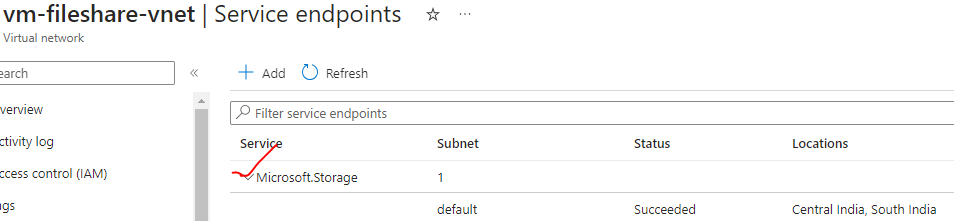 vm-fileshare-vnet | Service endpoints ☆ ...
Virtual network
earch «
+ Add Refresh
verview
Filter service endpoints
ctivity log
Service Subnet Status Locations
ccess control (IAM)
Microsoft.Storage 1
gs
default Succeeded Central India, South India